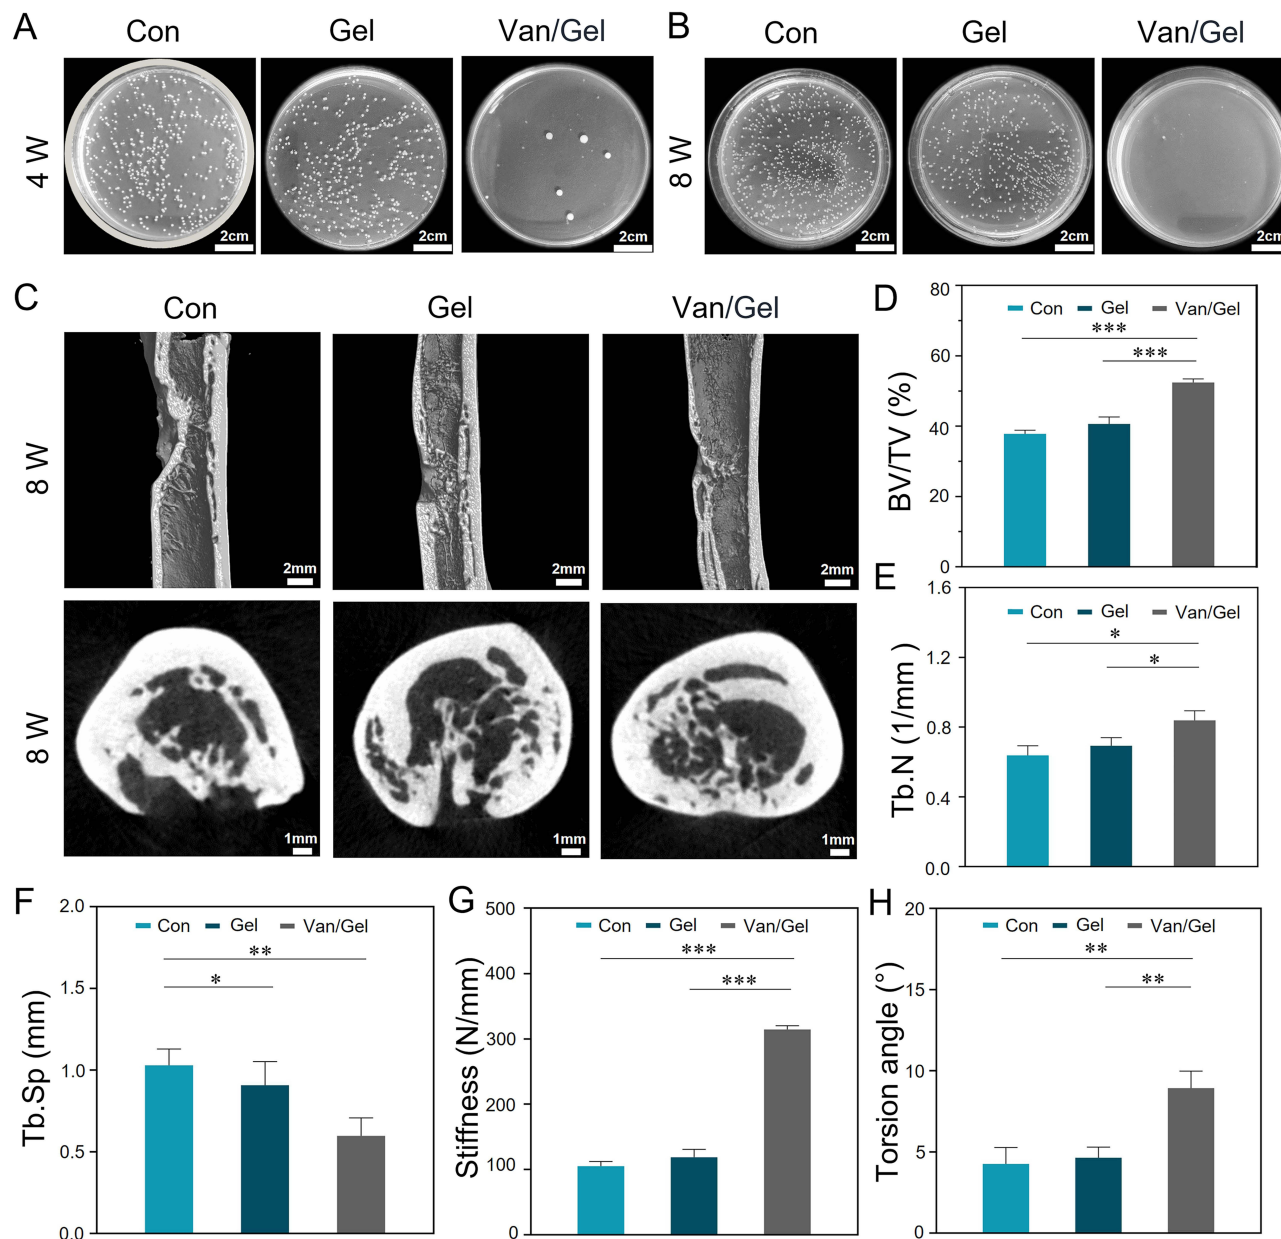 A
Con
Gel
Van/Gel
4 W
2cm
2cm
2cm
B
Con
Gel
Van/Gel
8 W
2cm
2cm
2cm
C
Con
Gel
Van/Gel
8 W
2mm
2mm
2mm
8 W
1mm
1mm
1mm
D
80
60
40
20
0
BV/TV (%)
Con
Gel
Van/Gel
***
***
E
1.6
1.2
0.8
0.4
0.0
Tb.N (1/mm)
Con
Gel
Van/Gel
*
*
F
2.0
1.5
1.0
0.5
0.0
Tb.Sp (mm)
Con
Gel
Van/Gel
**
*
G
500
400
300
200
100
0
Stiffness (N/mm)
Con
Gel
Van/Gel
***
***
H
20
15
10
5
0
Torsion angle (°)
Con
Gel
Van/Gel
**
**